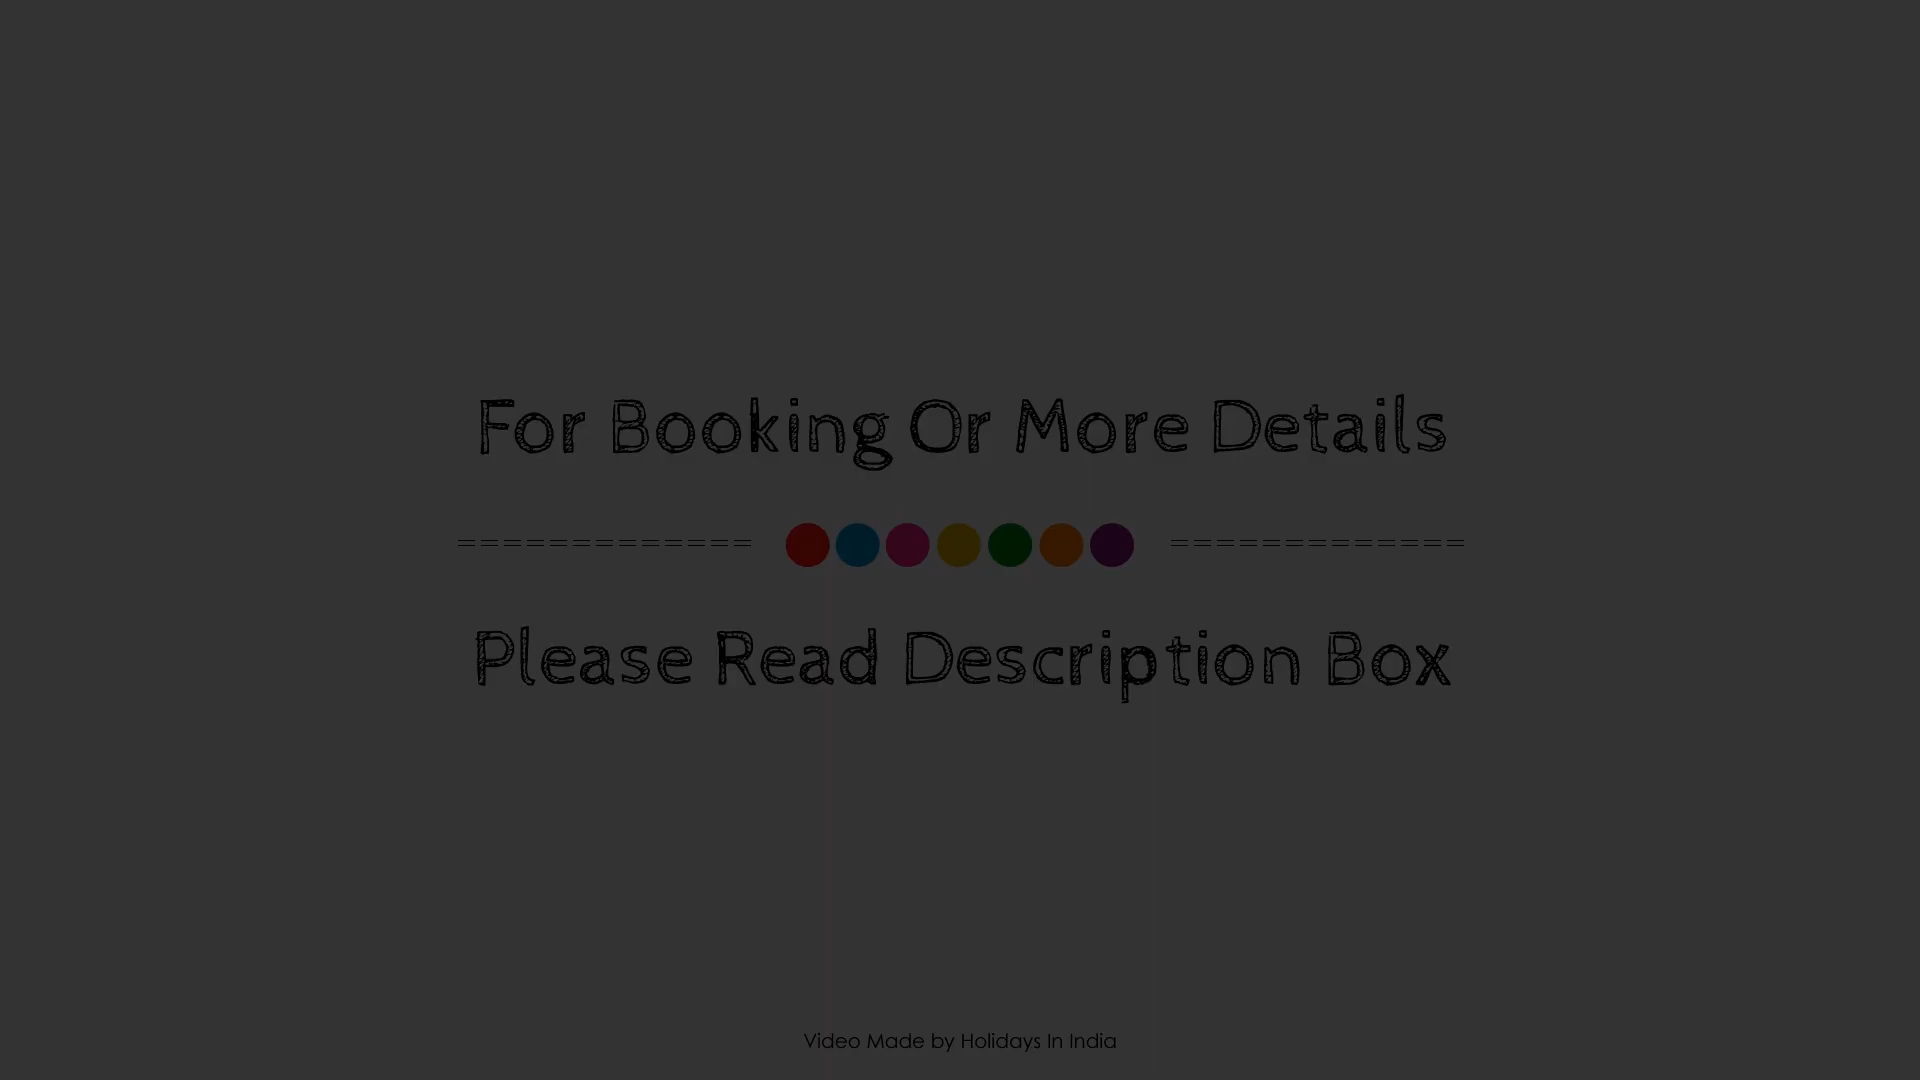 For Booking Or More Details
============= =============
Please Read Description Box
Video Made by Holidays In India